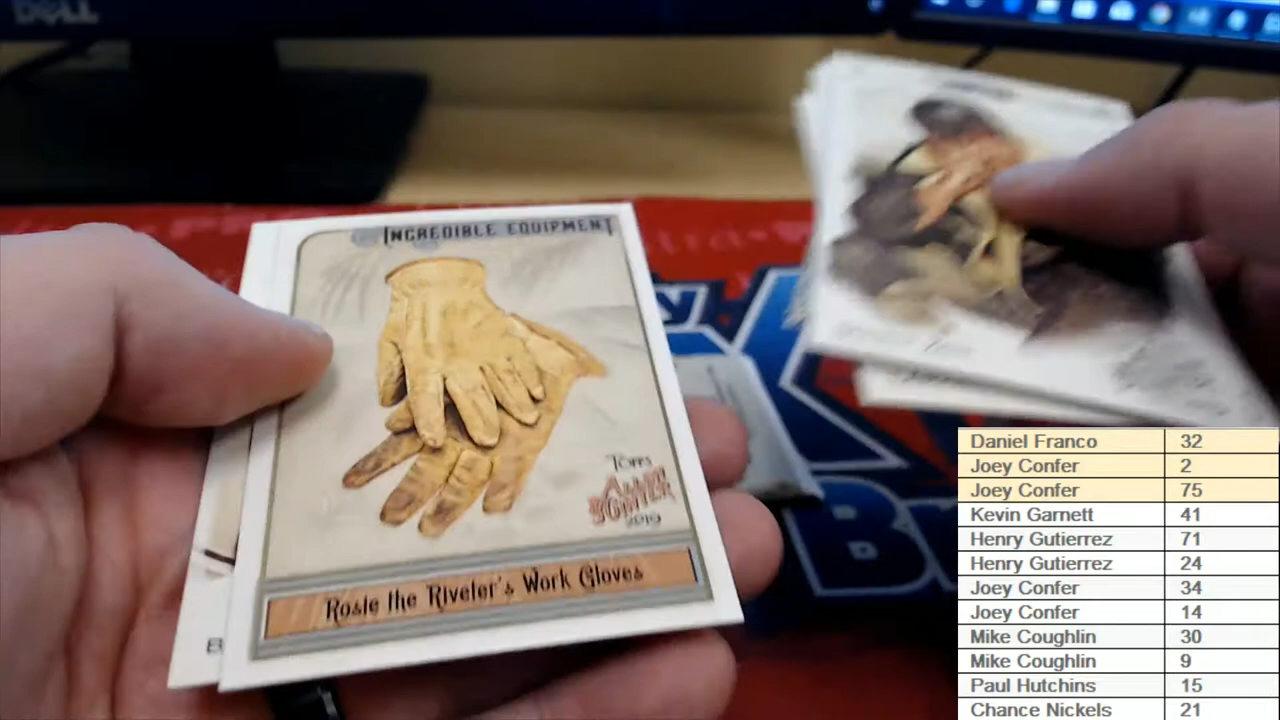 DELL
INCREDIBLE EQUIPMENT
Topps
ALLEN
& GINTER
2019
Rosie the Riveter's Work Gloves
B
Daniel Franco 32
Joey Confer 2
Joey Confer 75
Kevin Garnett 41
Henry Gutierrez 71
Henry Gutierrez 24
Joey Confer 34
Joey Confer 14
Mike Coughlin 30
Mike Coughlin 9
Paul Hutchins 15
Chance Nickels 21